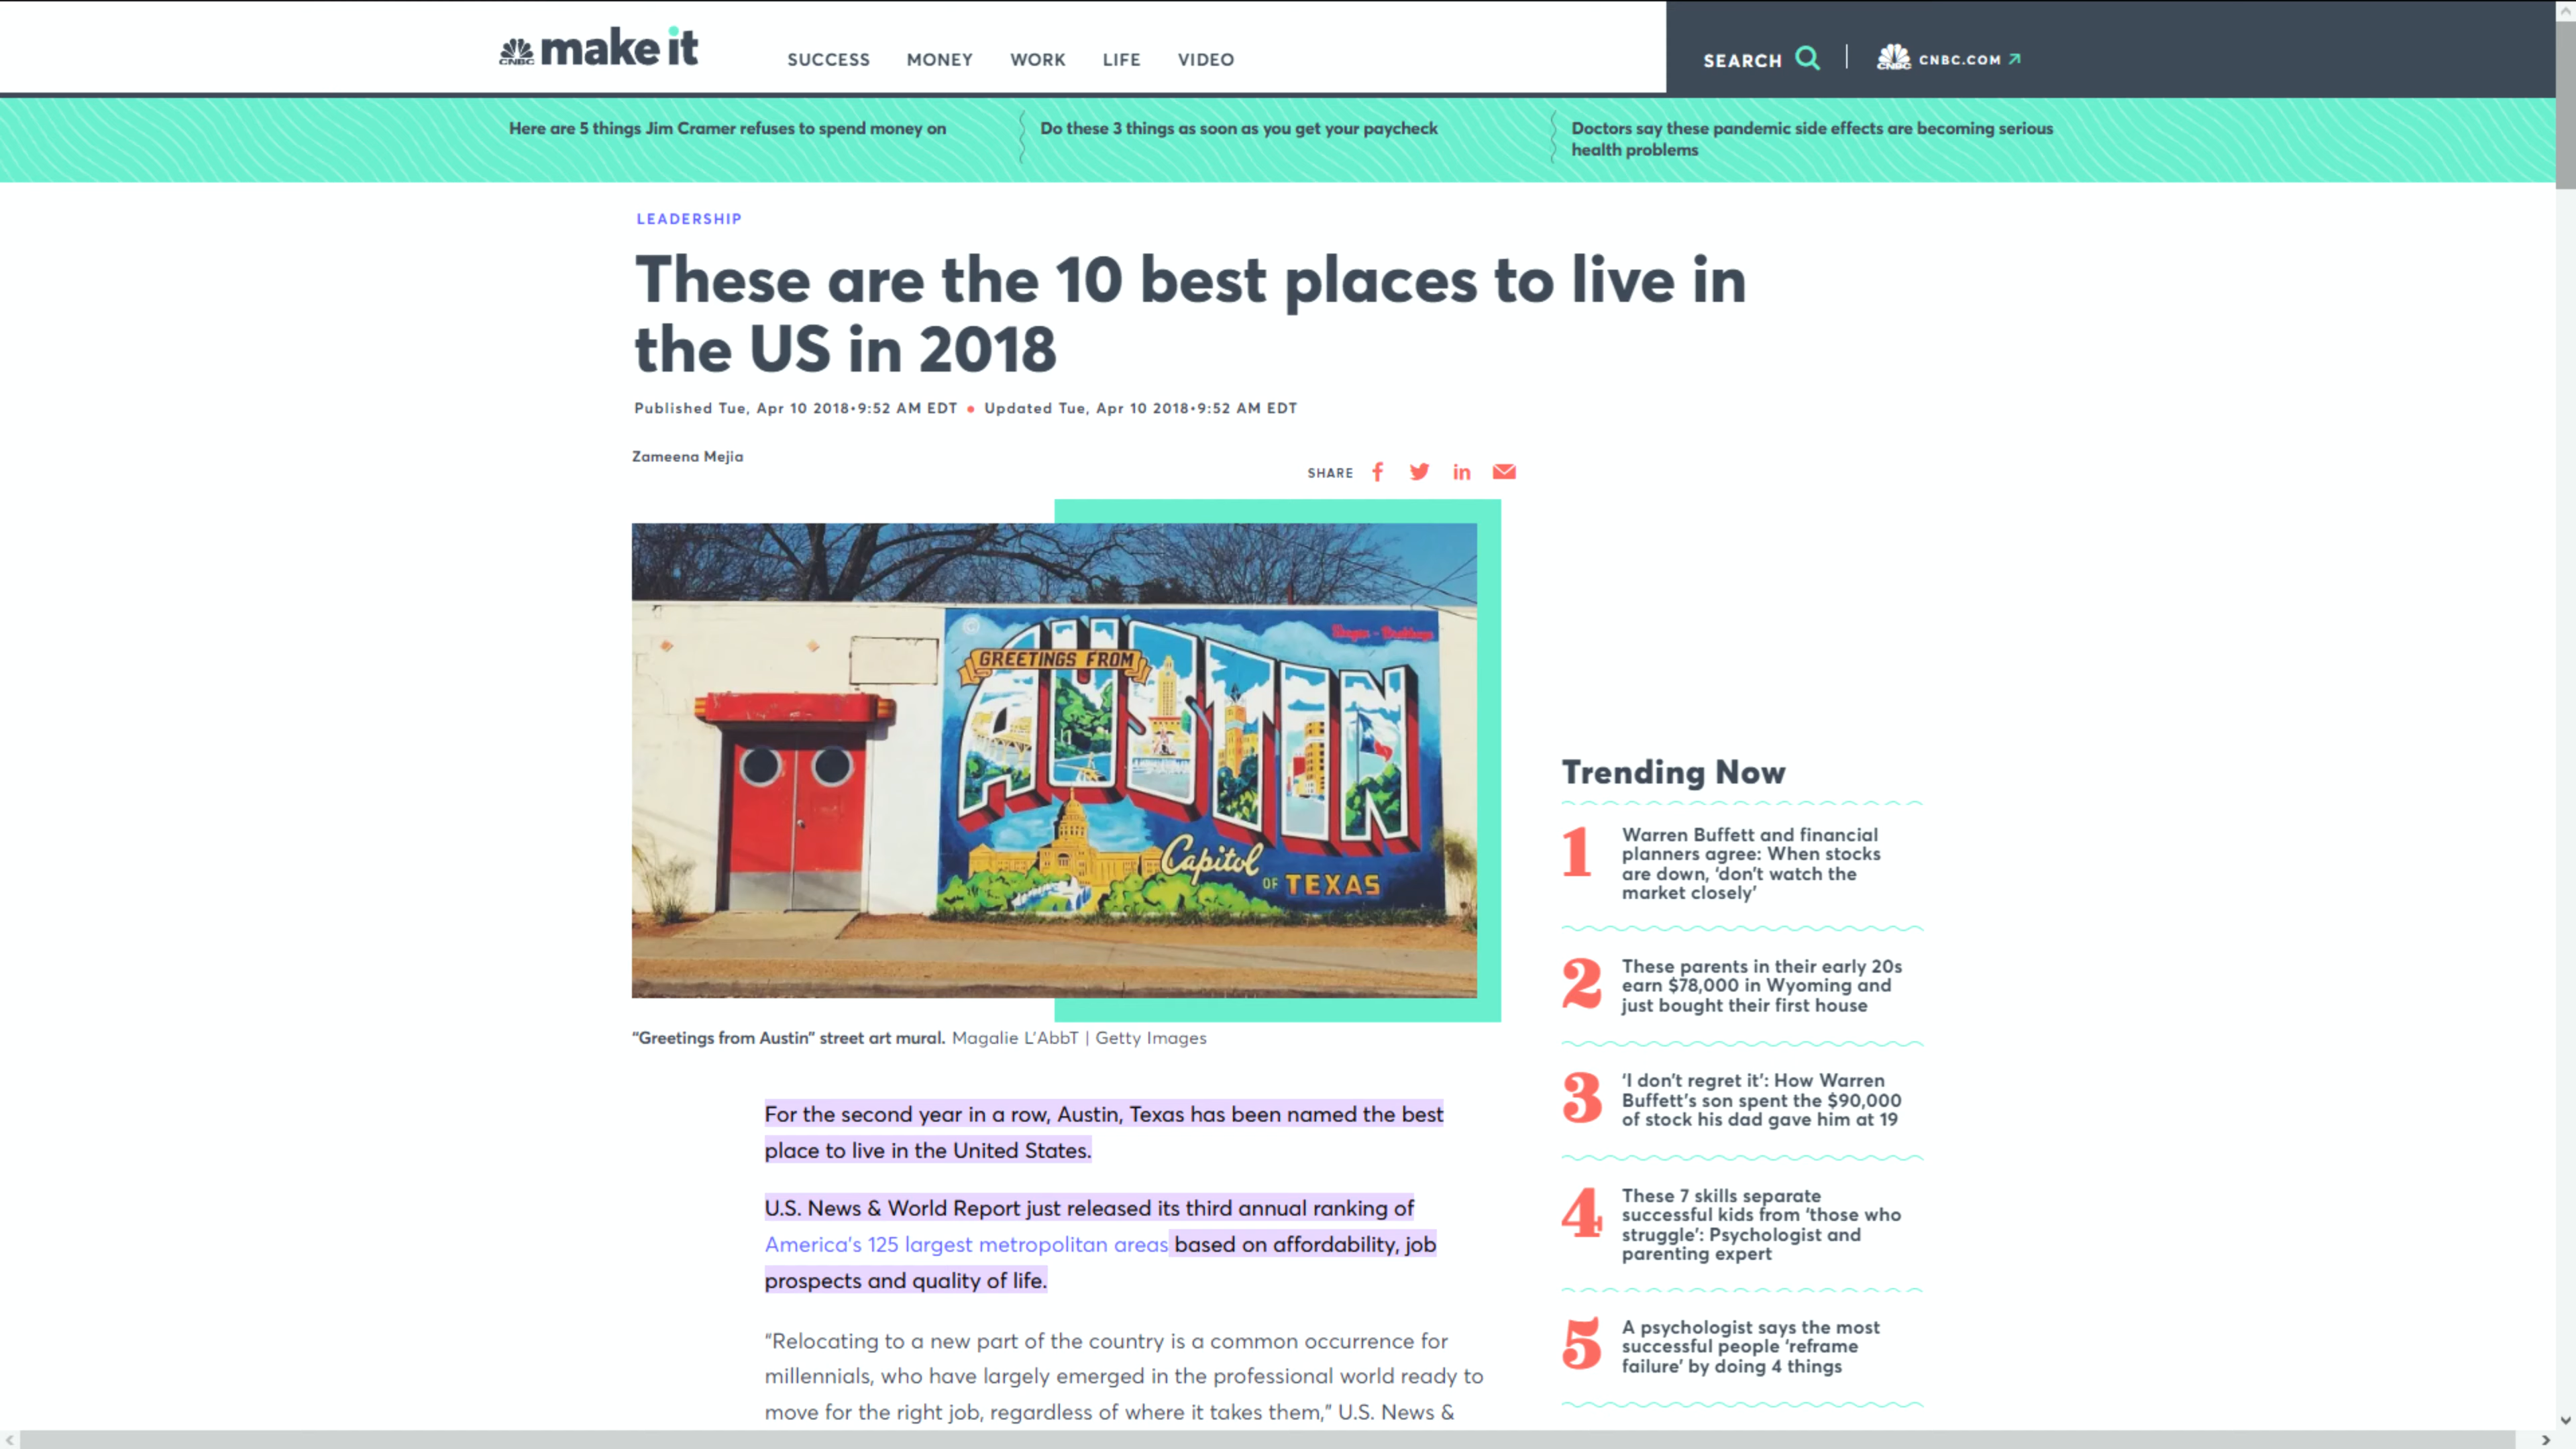 CNBC make it
SUCCESS MONEY WORK LIFE VIDEO
SEARCH
CNBC CNBC.COM
Here are 5 things Jim Cramer refuses to spend money on
Do these 3 things as soon as you get your paycheck
Doctors say these pandemic side effects are becoming serious
health problems
LEADERSHIP
These are the 10 best places to live in
the US in 2018
Published Tue, Apr 10 2018•9:52 AM EDT • Updated Tue, Apr 10 2018•9:52 AM EDT
Zameena Mejia
SHARE
GREETINGS FROM
AUSTIN
Capitol
OF TEXAS
“Greetings from Austin” street art mural. Magalie L’AbbT | Getty Images
For the second year in a row, Austin, Texas has been named the best
place to live in the United States.
U.S. News & World Report just released its third annual ranking of
America’s 125 largest metropolitan areas based on affordability, job
prospects and quality of life.
“Relocating to a new part of the country is a common occurrence for
millennials, who have largely emerged in the professional world ready to
move for the right job, regardless of where it takes them,” U.S. News &
Trending Now
1
Warren Buffett and financial
planners agree: When stocks
are down, ‘don’t watch the
market closely’
2
These parents in their early 20s
earn $78,000 in Wyoming and
just bought their first house
3
‘I don’t regret it’: How Warren
Buffett’s son spent the $90,000
of stock his dad gave him at 19
4
These 7 skills separate
successful kids from ‘those who
struggle’: Psychologist and
parenting expert
5
A psychologist says the most
successful people ‘reframe
failure’ by doing 4 things